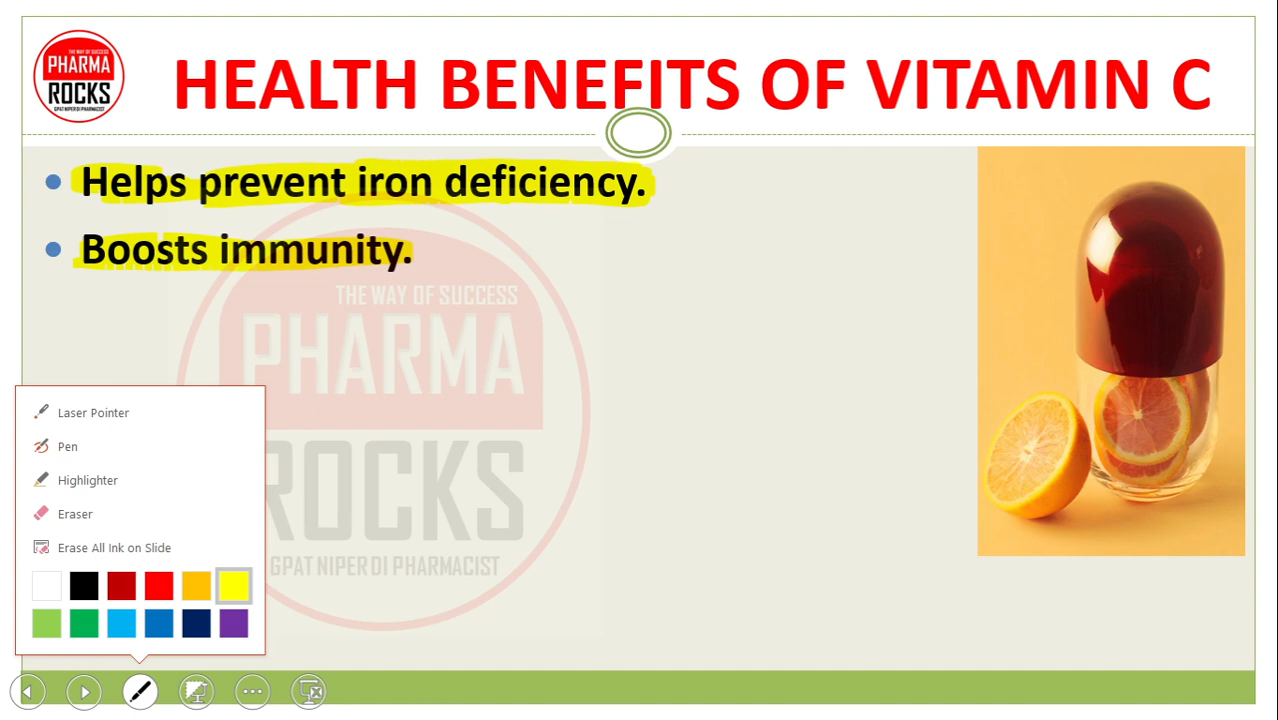 THE WAY OF SUCCESS
PHARMA
ROCKS
GPAT NIPER DI PHARMACIST
HEALTH BENEFITS OF VITAMIN C
• Helps prevent iron deficiency.
• Boosts immunity.
THE WAY OF SUCCESS
PHARMA
ROCKS
GPAT NIPER DI PHARMACIST
Laser Pointer
Pen
Highlighter
Eraser
Erase All Ink on Slide